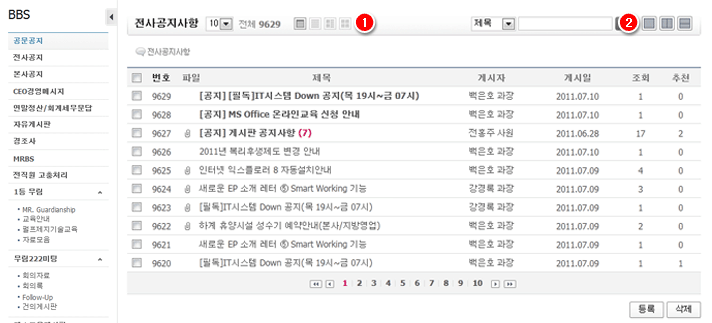 BBS
공문공지
전사공지
본사공지
CEO경영메시지
연말정산/회계세무문답
자유게시판
경조사
MRBS
전직원 고충처리
1등 무림
MR. Guardianship
교육안내
펄프제지기술교육
자료모음
무림222미팅
회의자료
회의록
Follow-Up
건의게시판
전사공지사항 10 전체 9629 1 제목 2
전사공지사항
번호 파일 제목 게시자 게시일 조회 추천
9629 [공지] [필독]IT시스템 Down 공지(목 19시~금 07시) 백은호 과장 2011.07.10 1 0
9628 [공지] MS Office 온라인교육 신청 안내 백은호 과장 2011.07.10 1 0
9627 [공지] 게시판 공지사항 (7) 전홍주 사원 2011.06.28 17 2
9626 2011년 복리후생제도 변경 안내 백은호 과장 2011.07.10 1 0
9625 인터넷 익스플로러 8 자동설치안내 백은호 과장 2011.07.09 4 0
9624 새로운 EP 소개 레터 ⑤ Smart Working 기능 강경록 과장 2011.07.09 3 0
9623 [필독]IT시스템 Down 공지(목 19시~금 07시) 강경록 과장 2011.07.09 1 0
9622 하계 휴양시설 성수기 예약안내(본사/지방영업) 백은호 과장 2011.07.09 2 0
9621 새로운 EP 소개 레터 ⑤ Smart Working 기능 백은호 과장 2011.07.09 1 0
9620 [필독]IT시스템 Down 공지(목 19시~금 07시) 백은호 과장 2011.07.09 1 1
1 2 3 4 5 6 7 8 9 10
등록 삭제